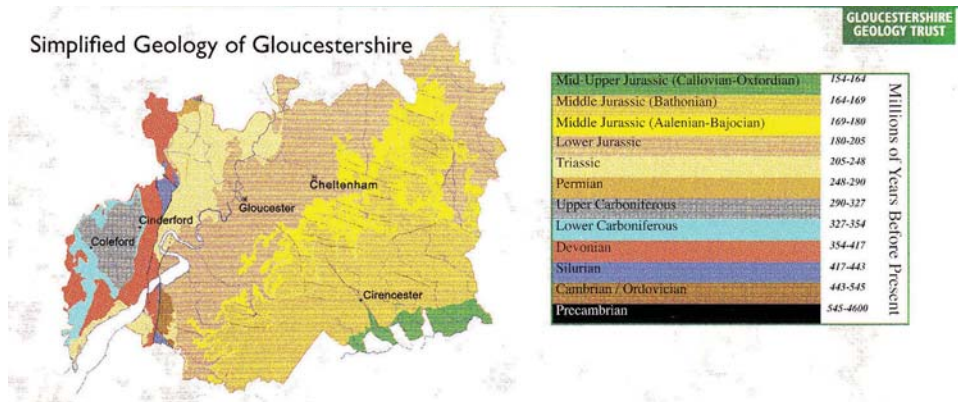 GLOUCESTERSHIRE
GEOLOGY TRUST
Simplified Geology of Gloucestershire
Cheltenham
Gloucester
Cinderford
Coleford
Cirencester
Mid-Upper Jurassic (Callovian-Oxfordian) 154-164
Middle Jurassic (Bathonian) 164-169
Middle Jurassic (Aalenian-Bajocian) 169-180
Lower Jurassic 180-205
Triassic 205-248
Permian 248-290
Upper Carboniferous 290-327
Lower Carboniferous 327-354
Devonian 354-417
Silurian 417-443
Cambrian / Ordovician 443-545
Precambrian 545-4600
Millions of Years Before Present